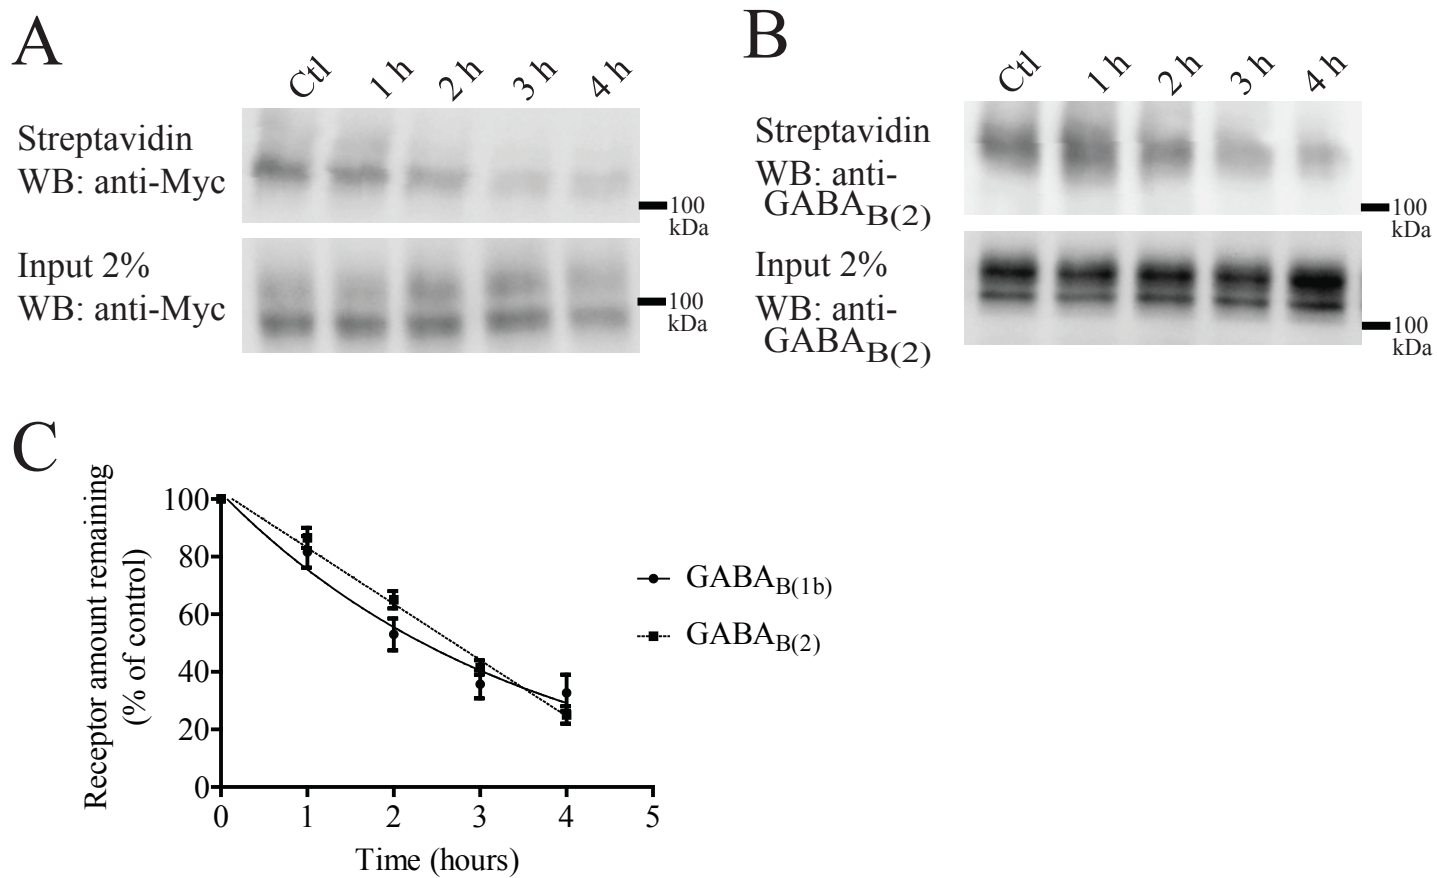 A
Ctl 1 h 2 h 3 h 4 h
Streptavidin
WB: anti-Myc
100
kDa
Input 2%
WB: anti-Myc
100
kDa
B
Ctl 1 h 2 h 3 h 4 h
Streptavidin
WB: anti-
GABAB(2)
100
kDa
Input 2%
WB: anti-
GABAB(2)
100
kDa
C
Receptor amount remaining
(% of control)
100
80
60
40
20
0
0 1 2 3 4 5
Time (hours)
GABAB(1b)
GABAB(2)